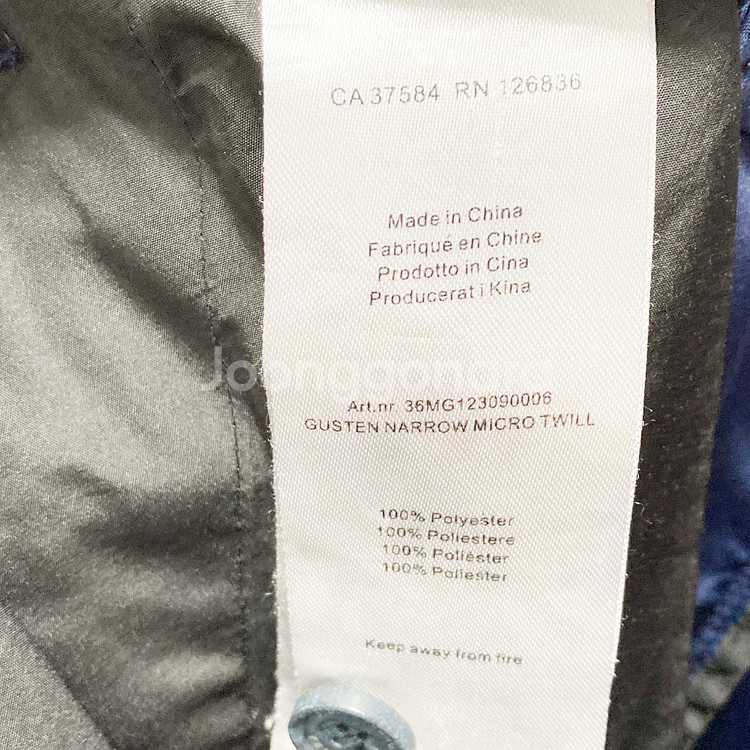 CA 37584 RN 126836
Made in China
Fabriqué en Chine
Prodotto in Cina
Producerat i Kina
Joonggonara
Art.nr. 36MG123090006
GUSTEN NARROW MICRO TWILL
100% Polyester
100% Poliestere
100% Poliéster
100% Poliester
Keep away from fire